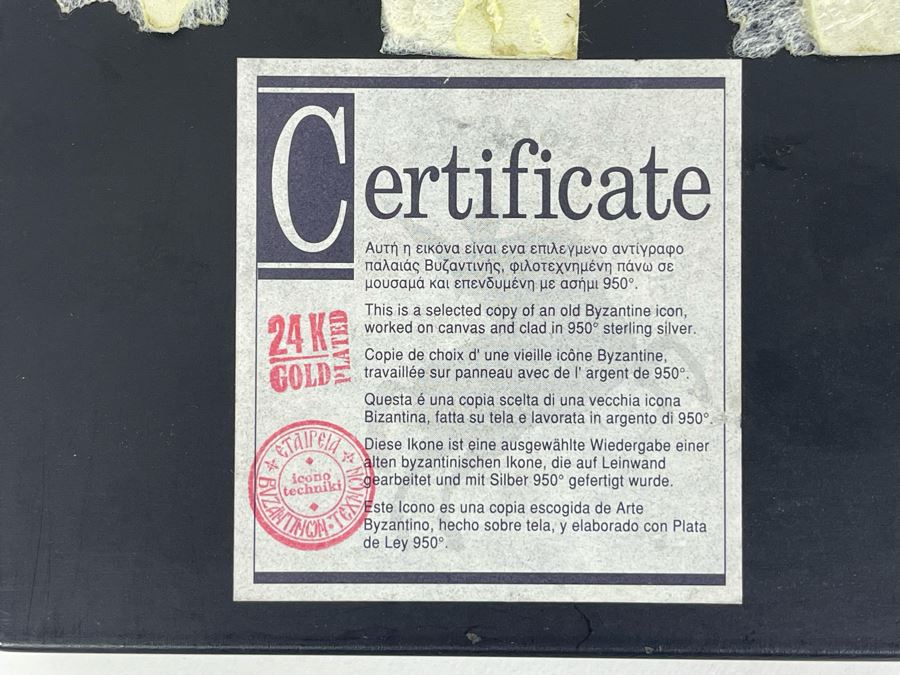 Certificate
Αυτή η εικόνα είναι ενα επιλεγμενο αντίγραφο
παλαιάς Βυζαντινής, φιλοτεχνημένη πάνω σε
μουσαμά και επενδυμένη με ασήμι 950°.
This is a selected copy of an old Byzantine icon,
worked on canvas and clad in 950° sterling silver.
Copie de choix d' une vieille icône Byzantine,
travaillée sur panneau avec de l' argent de 950°.
Questa é una copia scelta di una vecchia icona
Bizantina, fatta su tela e lavorata in argento di 950°.
Diese Ikone ist eine ausgewählte Wiedergabe einer
alten byzantinischen Ikone, die auf Leinwand
gearbeitet und mit Silber 950° gefertigt wurde.
Este Icono es una copia escogida de Arte
Byzantino, hecho sobre tela, y elaborado con Plata
de Ley 950°.
24 K
GOLD
PLATED
ΕΤΑΙΡΕΙΑ
ΒΥΖΑΝΤΙΝΩΝ·ΤΕΧΝΩΝ
icono
techniki